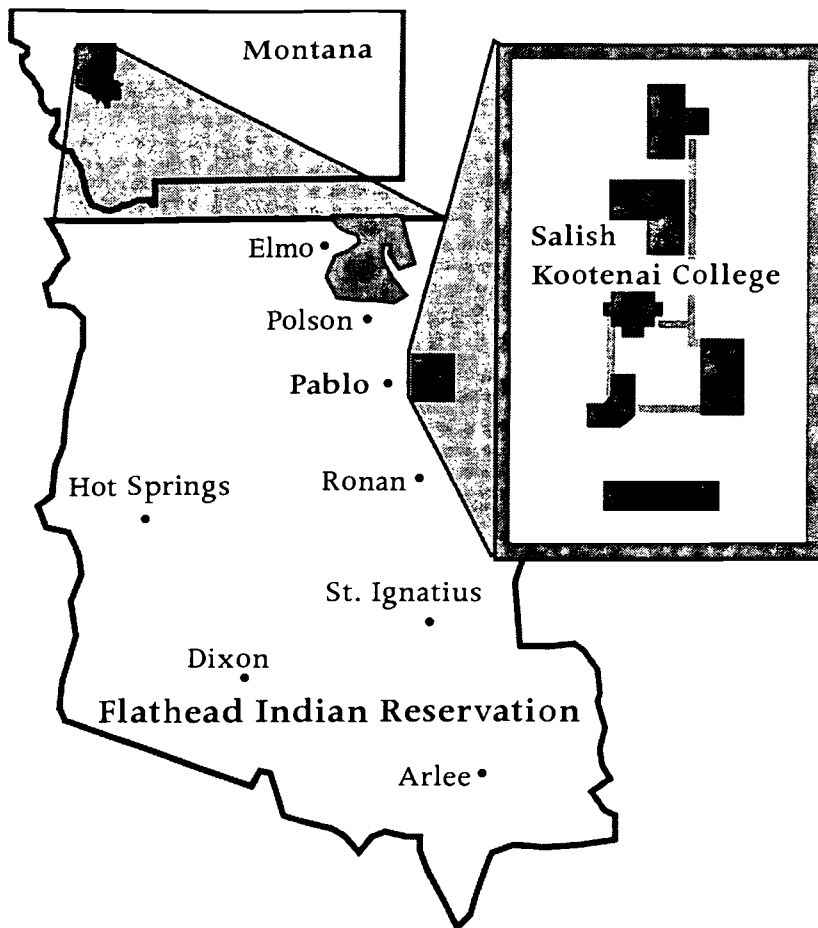 Montana
Elmo
Salish
Kootenai College
Polson
Pablo
Hot Springs
Ronan
St. Ignatius
Dixon
Flathead Indian Reservation
Arlee